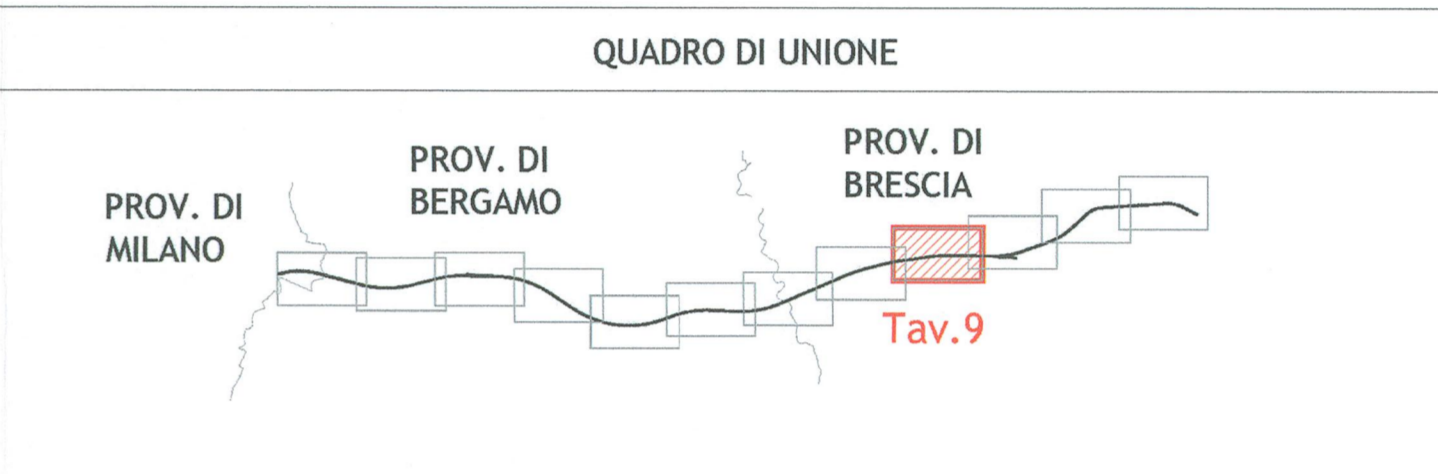 QUADRO DI UNIONE
PROV. DI
MILANO
PROV. DI
BERGAMO
PROV. DI
BRESCIA
Tav.9